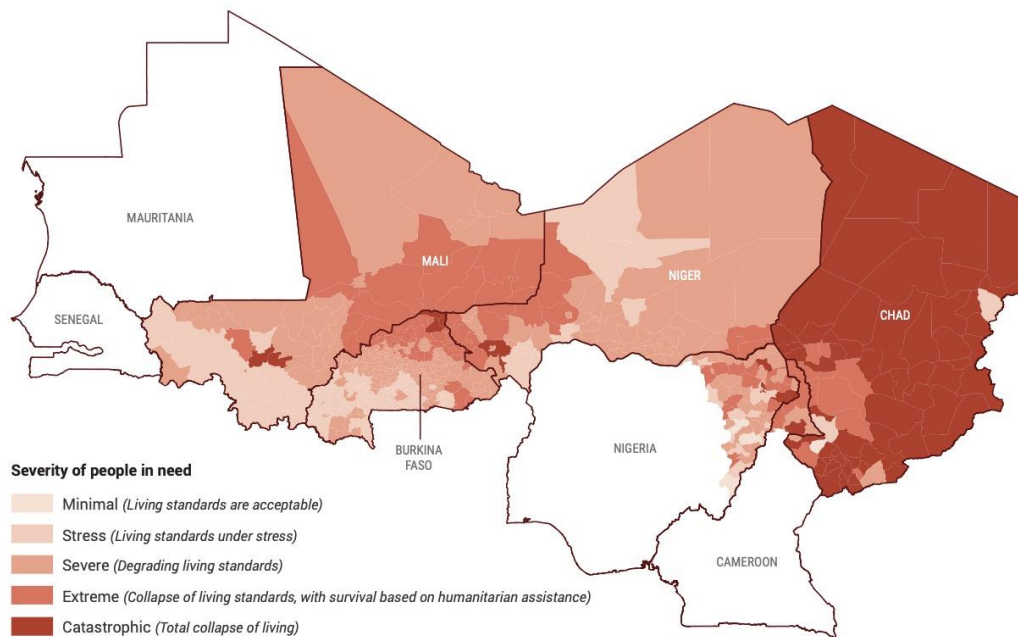 MAURITANIA
MALI
NIGER
SENEGAL
CHAD
BURKINA
FASO
NIGERIA
CAMEROON
Severity of people in need
Minimal (Living standards are acceptable)
Stress (Living standards under stress)
Severe (Degrading living standards)
Extreme (Collapse of living standards, with survival based on humanitarian assistance)
Catastrophic (Total collapse of living)